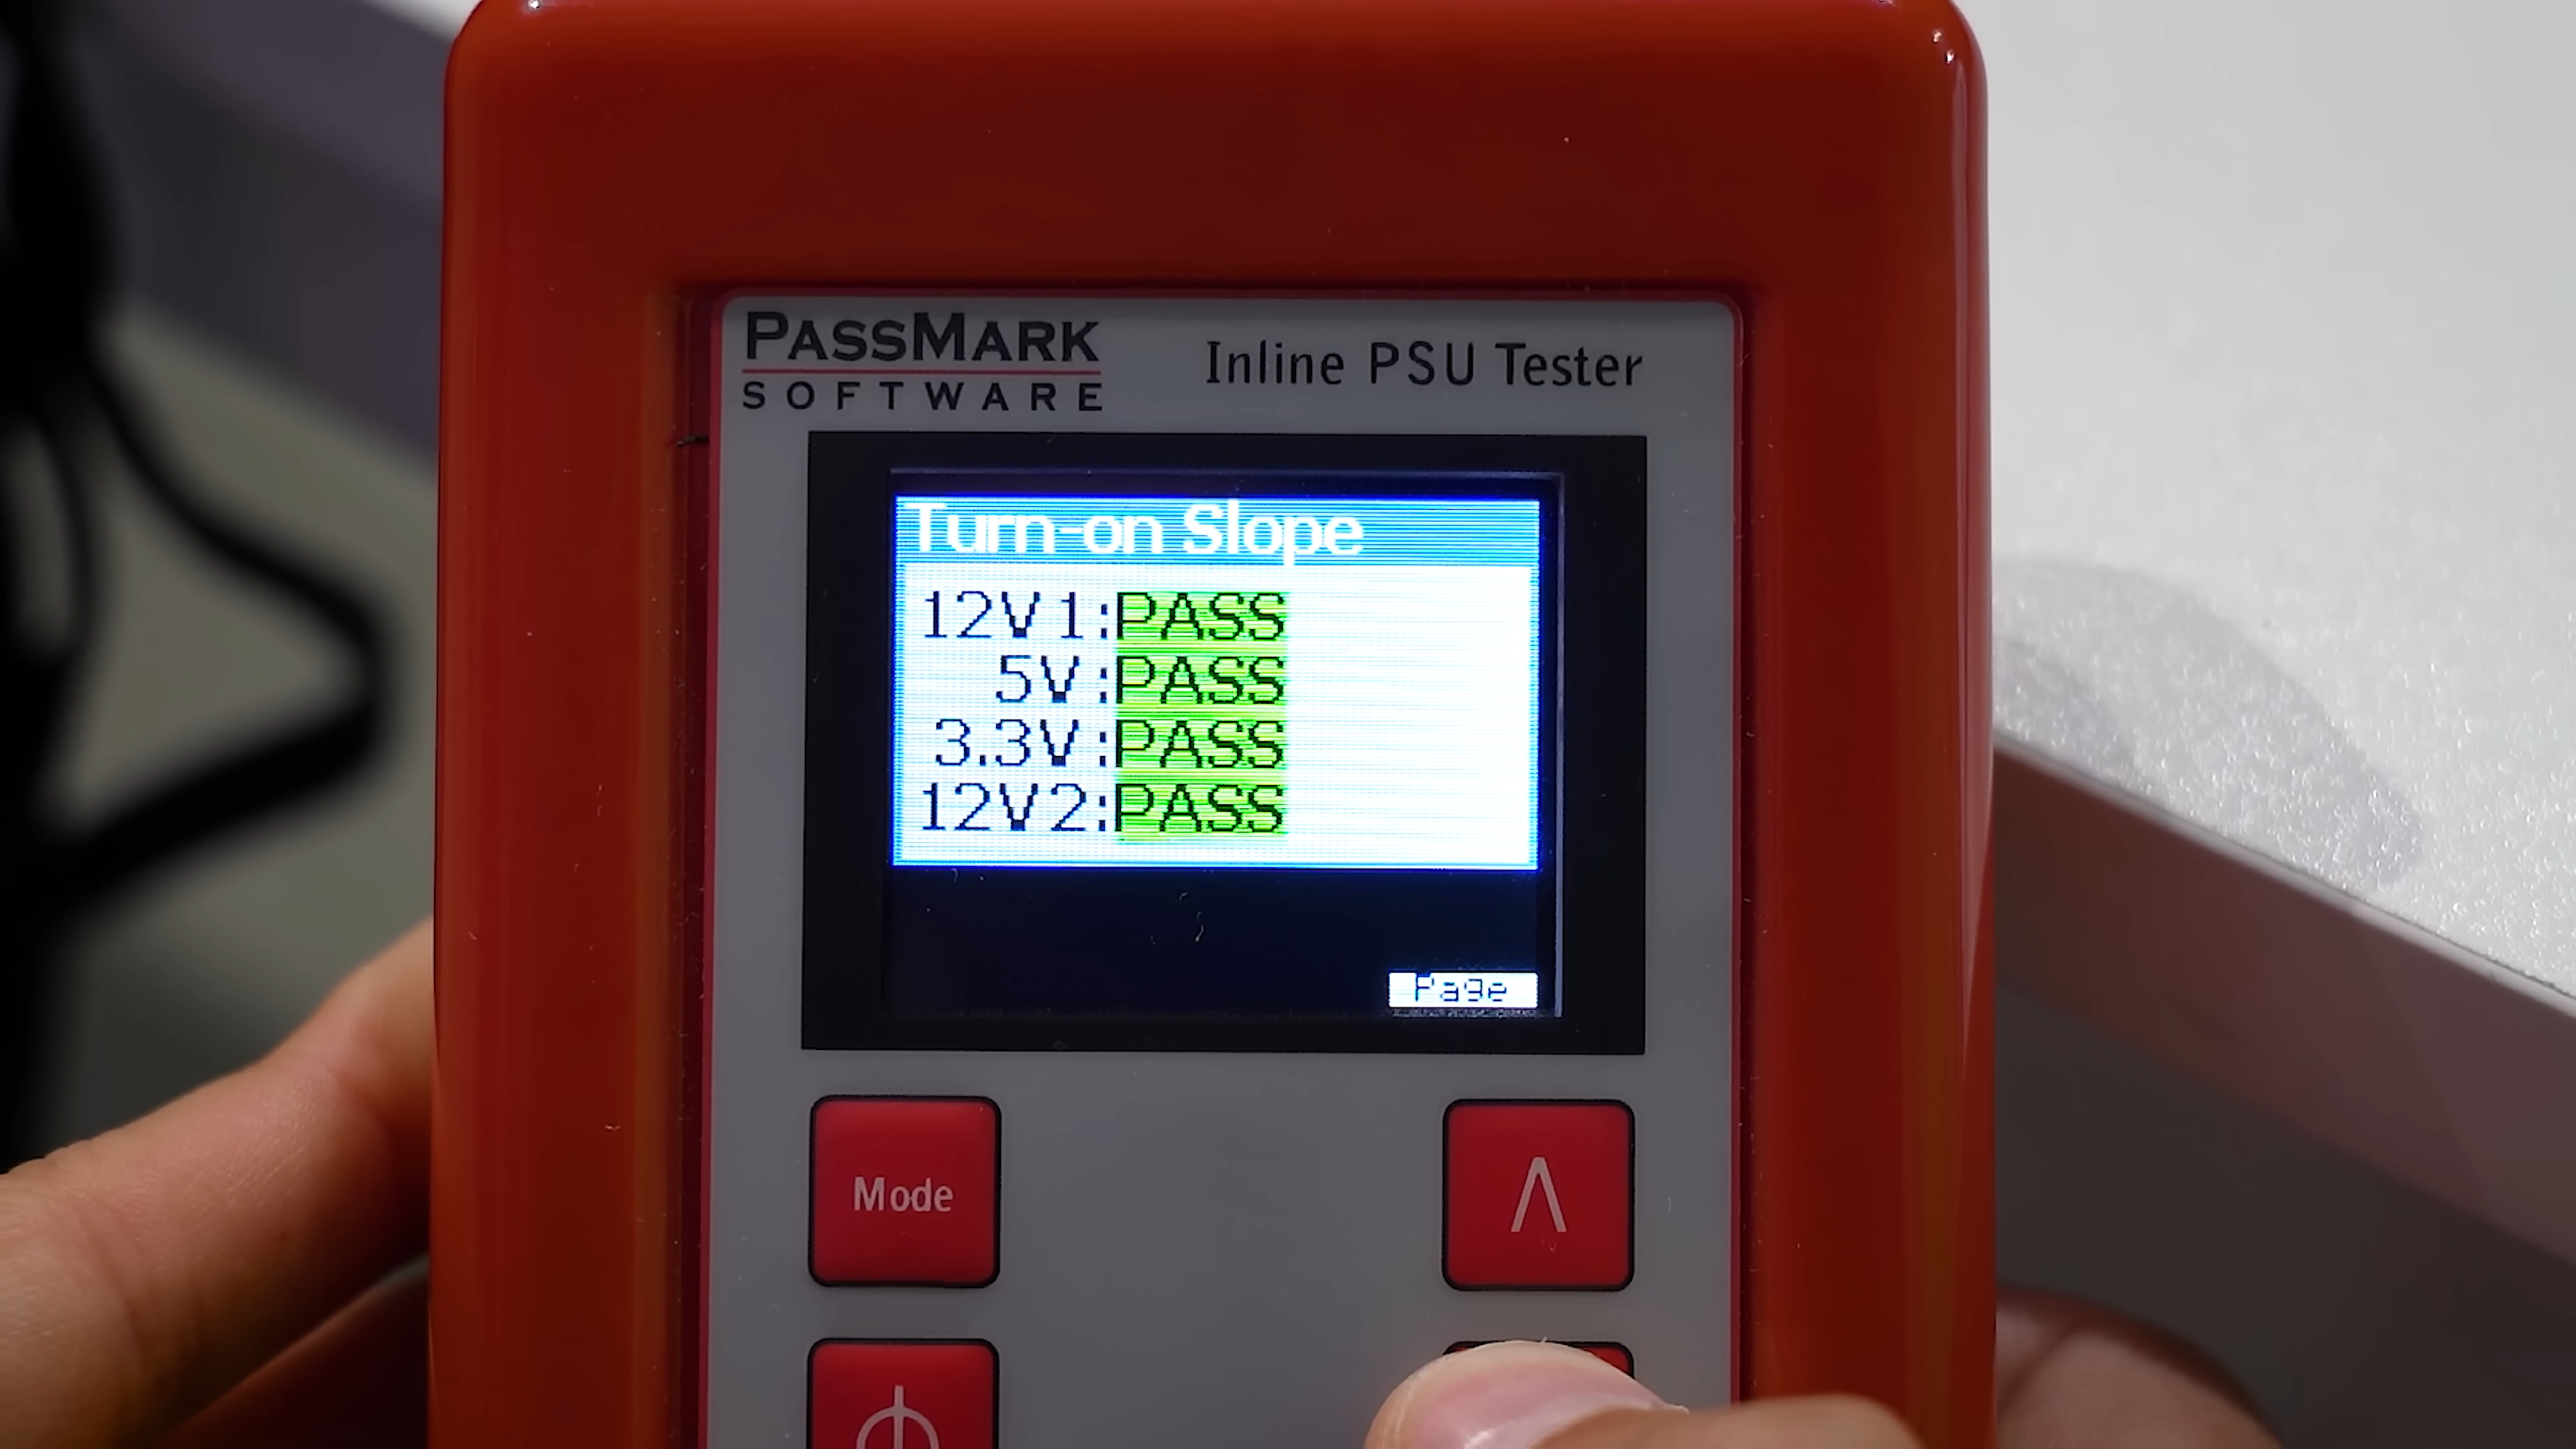 PASSMARK
SOFTWARE
Inline PSU Tester
Turn-on Slope
12V1:PASS
5V:PASS
3.3V:PASS
12V2:PASS
Page
Mode